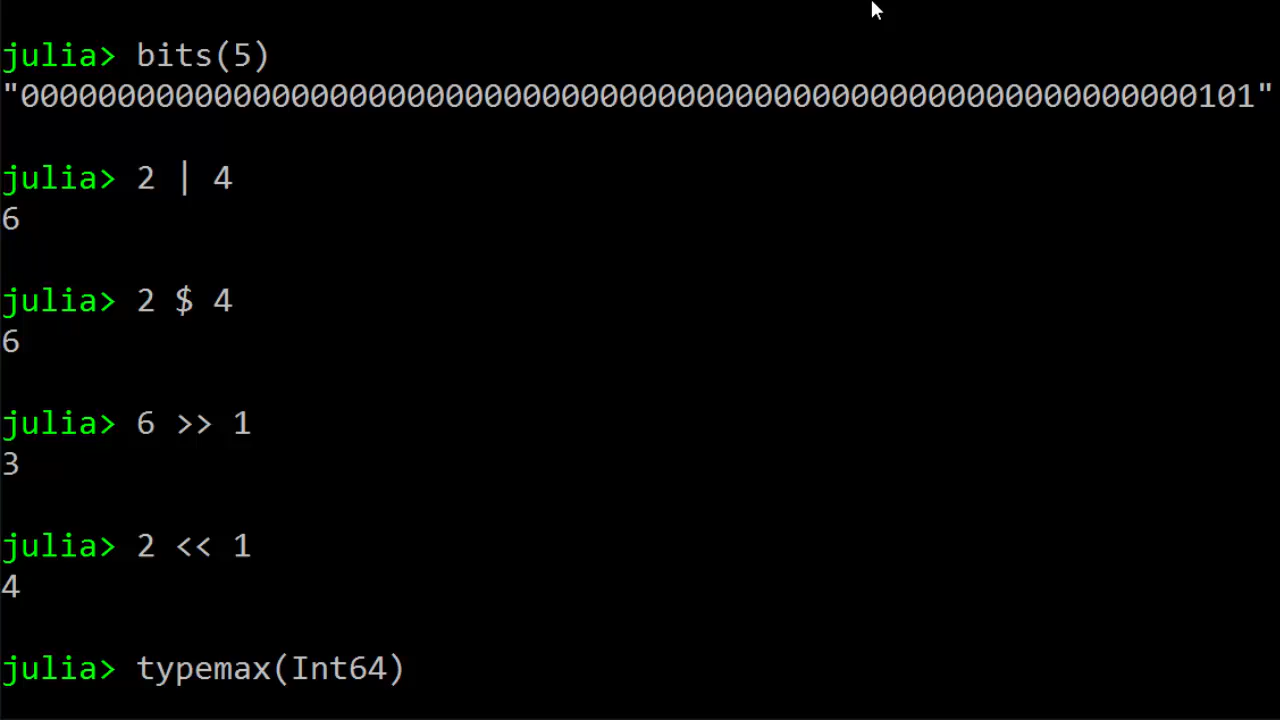 julia> bits(5)
"0000000000000000000000000000000000000000000000000000000000000101"
julia> 2 | 4
6
julia> 2 $ 4
6
julia> 6 >> 1
3
julia> 2 << 1
4
julia> typemax(Int64)